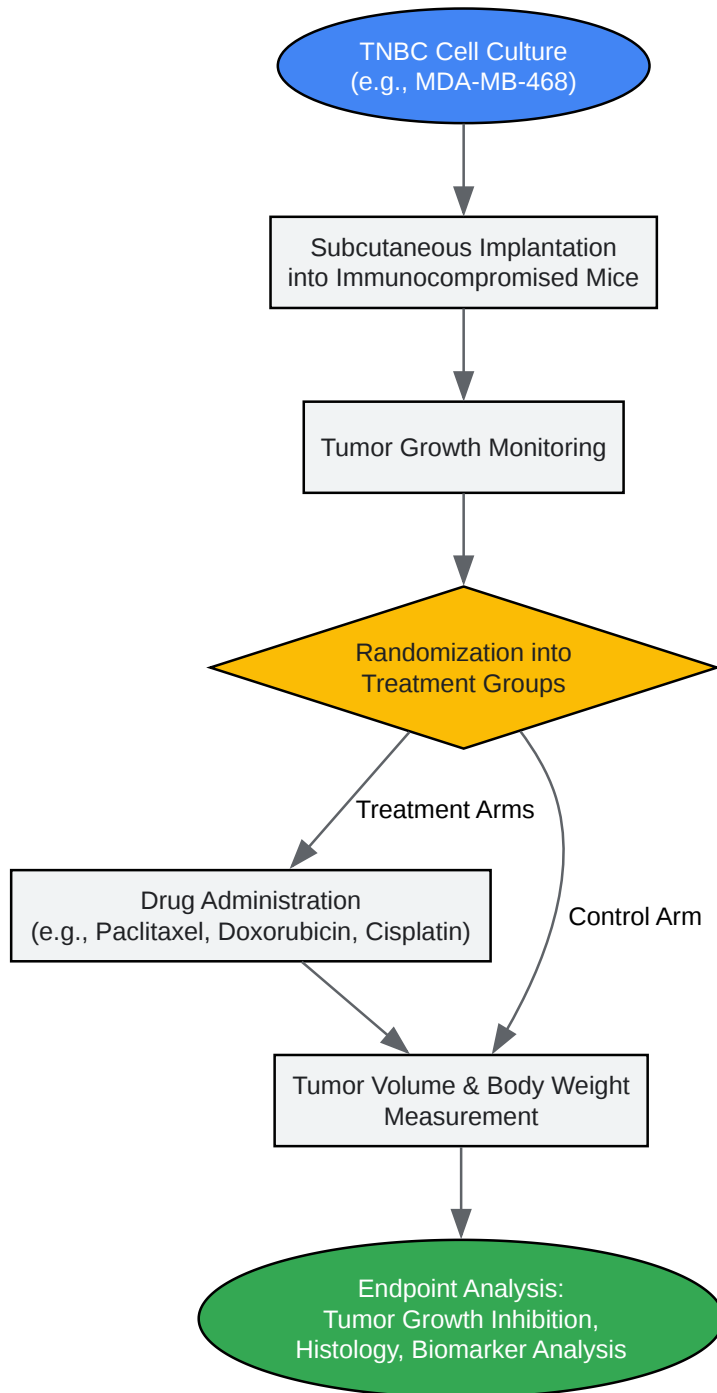 TNBC Cell Culture
(e.g., MDA-MB-468)
Subcutaneous Implantation
into Immunocompromised Mice
Tumor Growth Monitoring
Randomization into
Treatment Groups
Treatment Arms
Drug Administration
(e.g., Paclitaxel, Doxorubicin, Cisplatin)
Control Arm
Tumor Volume & Body Weight
Measurement
Endpoint Analysis:
Tumor Growth Inhibition,
Histology, Biomarker Analysis